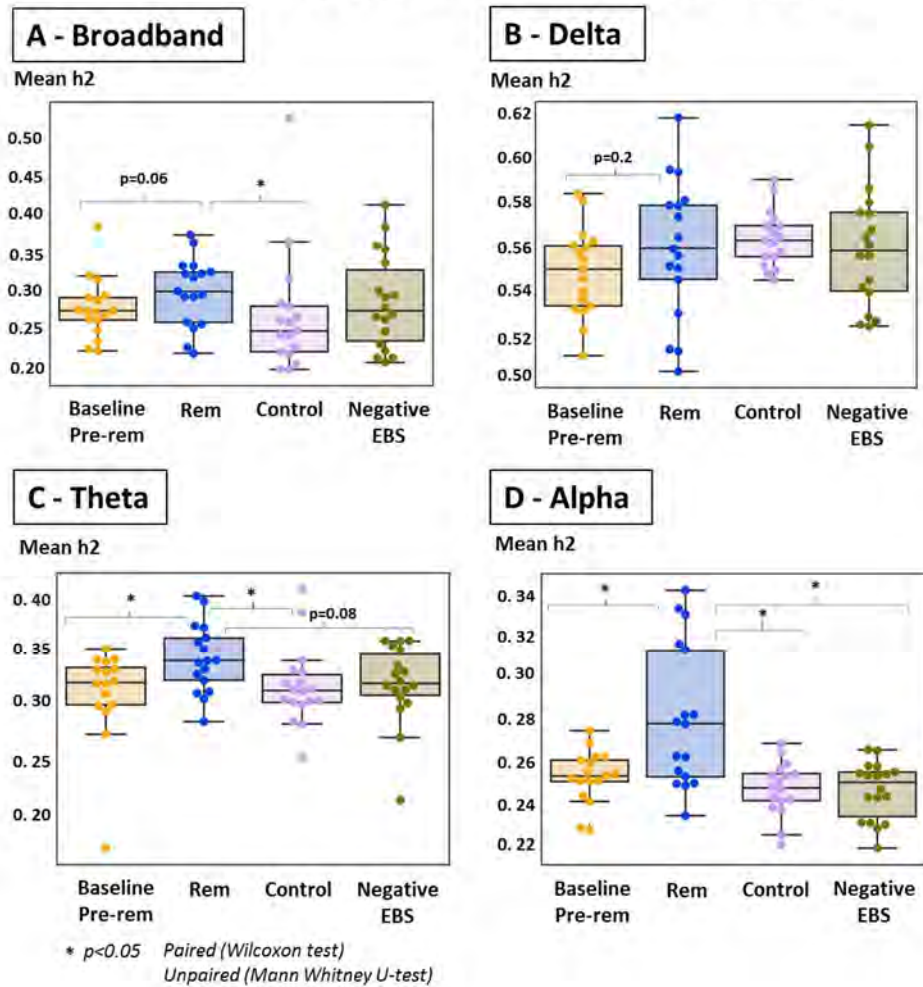 A - Broadband
Mean h2
0.50
0.45
0.40
0.35
0.30
0.25
0.20
p=0.06
*
Baseline Pre-rem
Rem
Control
Negative EBS
B - Delta
Mean h2
0.62
0.60
0.58
0.56
0.54
0.52
0.50
p=0.2
Baseline Pre-rem
Rem
Control
Negative EBS
C - Theta
Mean h2
0.40
0.35
0.30
0.25
0.20
*
*
p=0.08
Baseline Pre-rem
Rem
Control
Negative EBS
D - Alpha
Mean h2
0.34
0.32
0.30
0.28
0.26
0.24
0.22
*
*
*
Baseline Pre-rem
Rem
Control
Negative EBS
* p<0.05 Paired (Wilcoxon test)
Unpaired (Mann Whitney U-test)